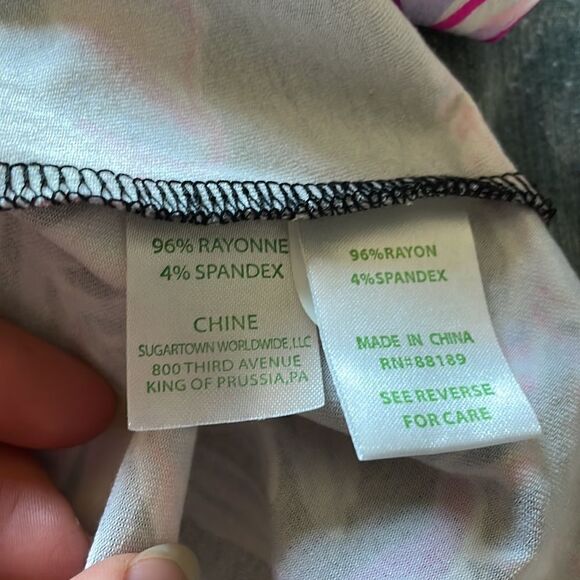 96% RAYONNE
4% SPANDEX
CHINE
SUGARTOWN WORLDWIDE, LLC
800 THIRD AVENUE
KING OF PRUSSIA, PA
96%RAYON
4%SPANDEX
MADE IN CHINA
RN#88189
SEE REVERSE
FOR CARE